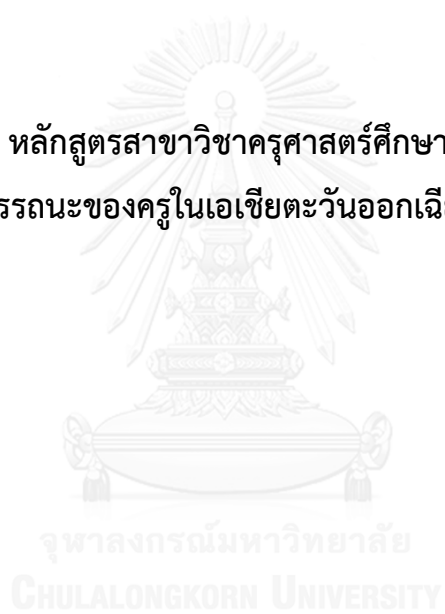 หลักสูตรสาขาวิชาครุศาสตร์ศึกษา
รรถนะของครูในเอเชียตะวันออกเฉีย
จุฬาลงกรณ์มหาวิทยาลัย
CHULALONGKORN UNIVERSITY